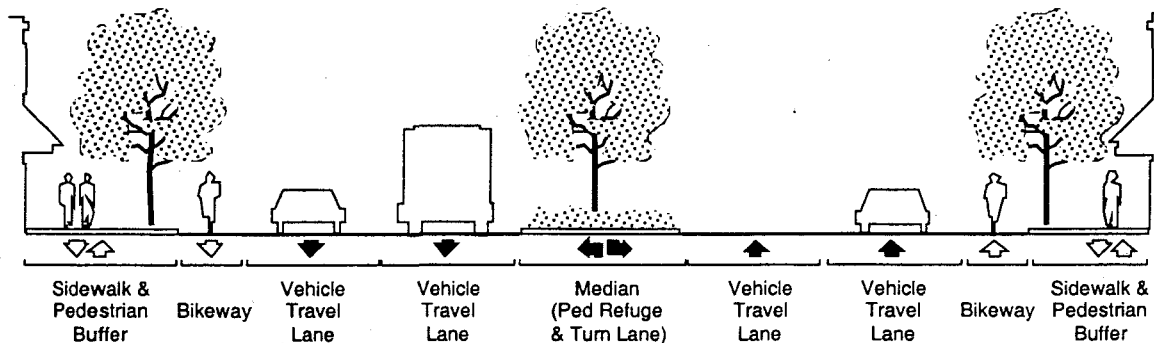 Sidewalk &
Pedestrian
Buffer
Bikeway
Vehicle
Travel
Lane
Vehicle
Travel
Lane
Median
(Ped Refuge
& Turn Lane)
Vehicle
Travel
Lane
Vehicle
Travel
Lane
Bikeway
Sidewalk &
Pedestrian
Buffer